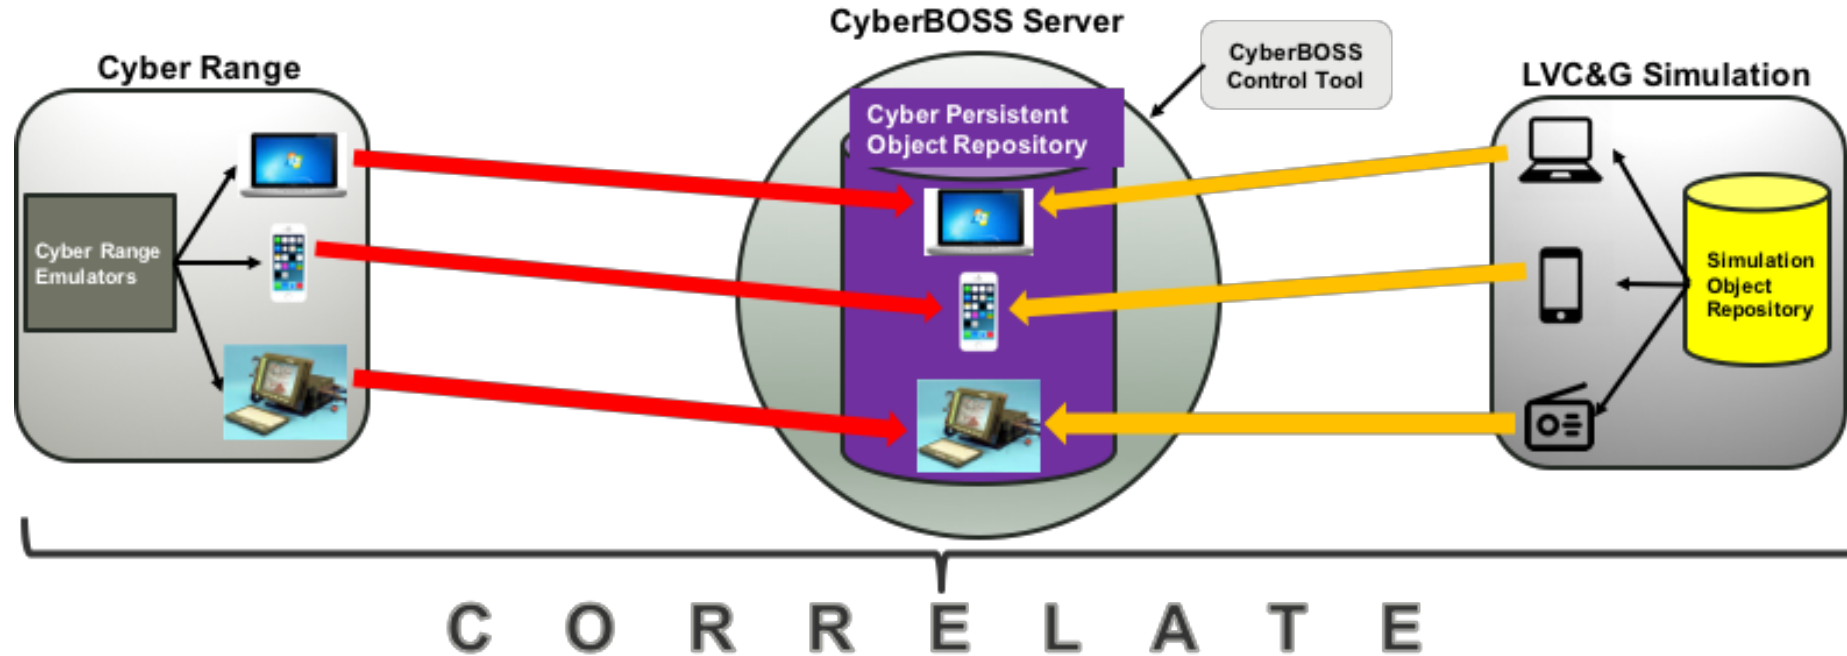 CyberBOSS Server
Cyber Range
CyberBOSS
Control Tool
LVC&G Simulation
Cyber Persistent
Object Repository
Cyber Range
Emulators
Simulation
Object
Repository
C O R R E L A T E